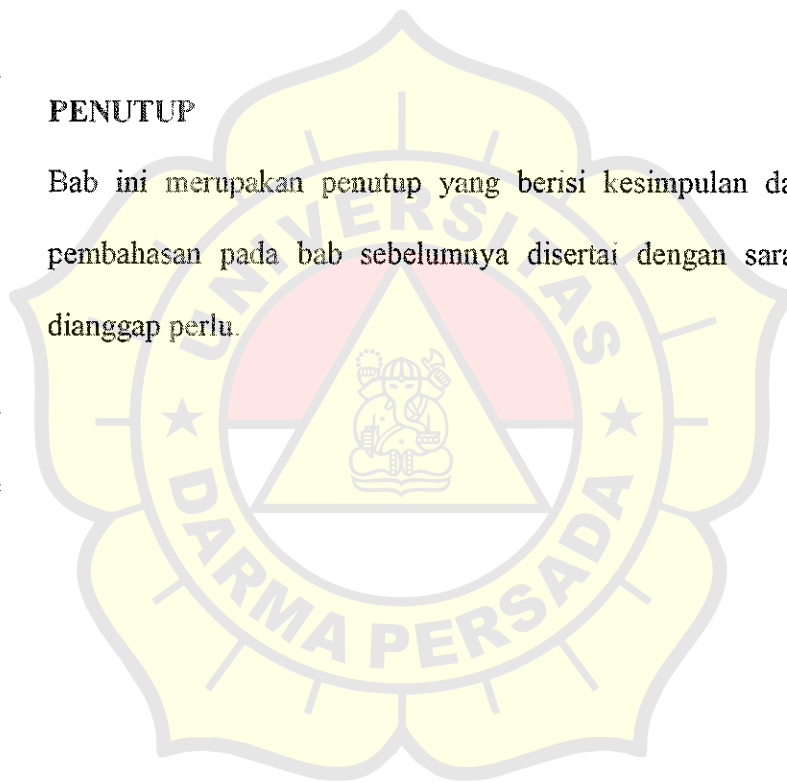 PENUTUP
Bab ini merupakan penutup yang berisi kesimpulan da
pembahasan pada bab sebelumnya disertai dengan sara
dianggap perlu.
UNIVERSITAS
DARMA PERSADA